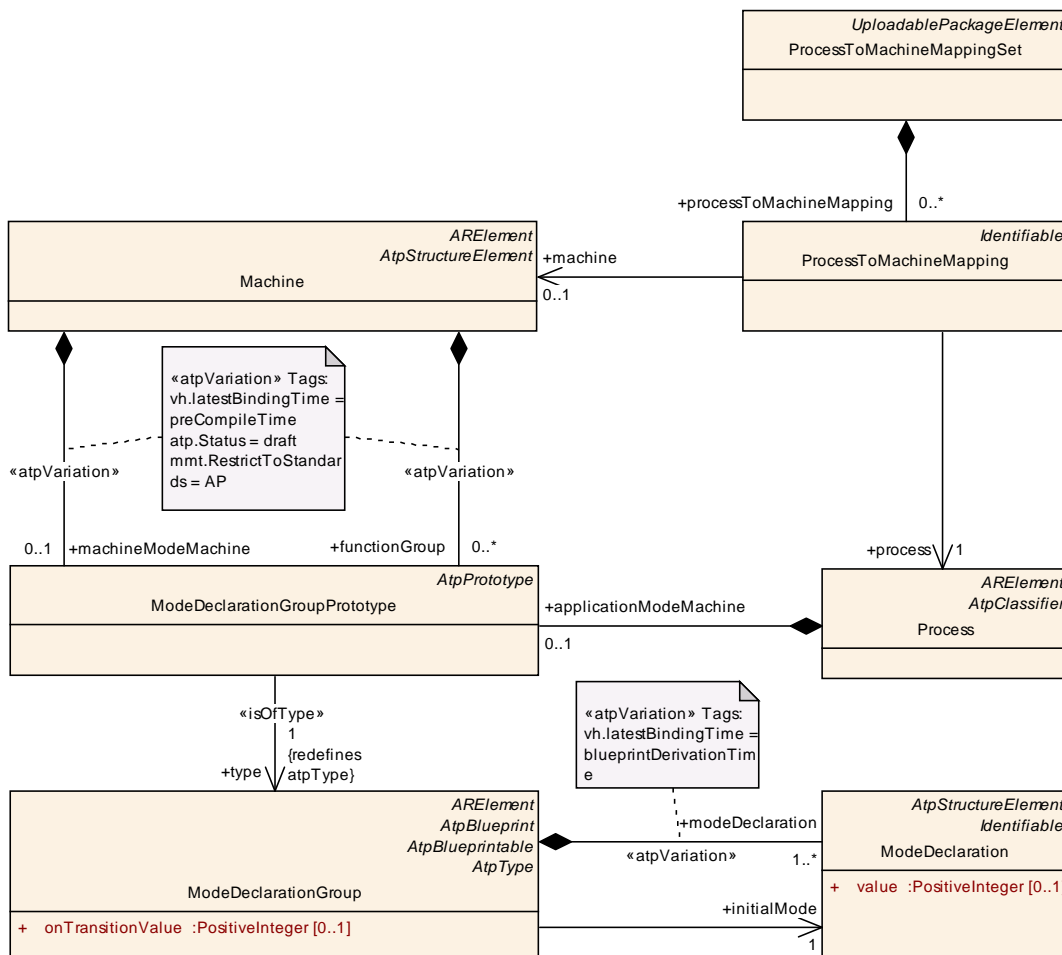 UploadablePackageElement
ProcessToMachineMappingSet
+processToMachineMapping
0..*
ARElement
AtpStructureElement
Machine
+machine
0..1
Identifiable
ProcessToMachineMapping
«atpVariation» Tags:
vh.latestBindingTime =
preCompileTime
atp.Status = draft
mmt.RestrictToStandar
ds = AP
«atpVariation»
«atpVariation»
0..1
+machineModeMachine
+functionGroup
0..*
+process
1
AtpPrototype
ModeDeclarationGroupPrototype
+applicationModeMachine
0..1
ARElement
AtpClassifier
Process
«isOfType»
1
{redefines
atpType}
+type
«atpVariation» Tags:
vh.latestBindingTime =
blueprintDerivationTim
e
ARElement
AtpBlueprint
AtpBlueprintable
AtpType
ModeDeclarationGroup
+ onTransitionValue :PositiveInteger [0..1]
+modeDeclaration
«atpVariation»
1..*
+initialMode
1
AtpStructureElement
Identifiable
ModeDeclaration
+ value :PositiveInteger [0..1]